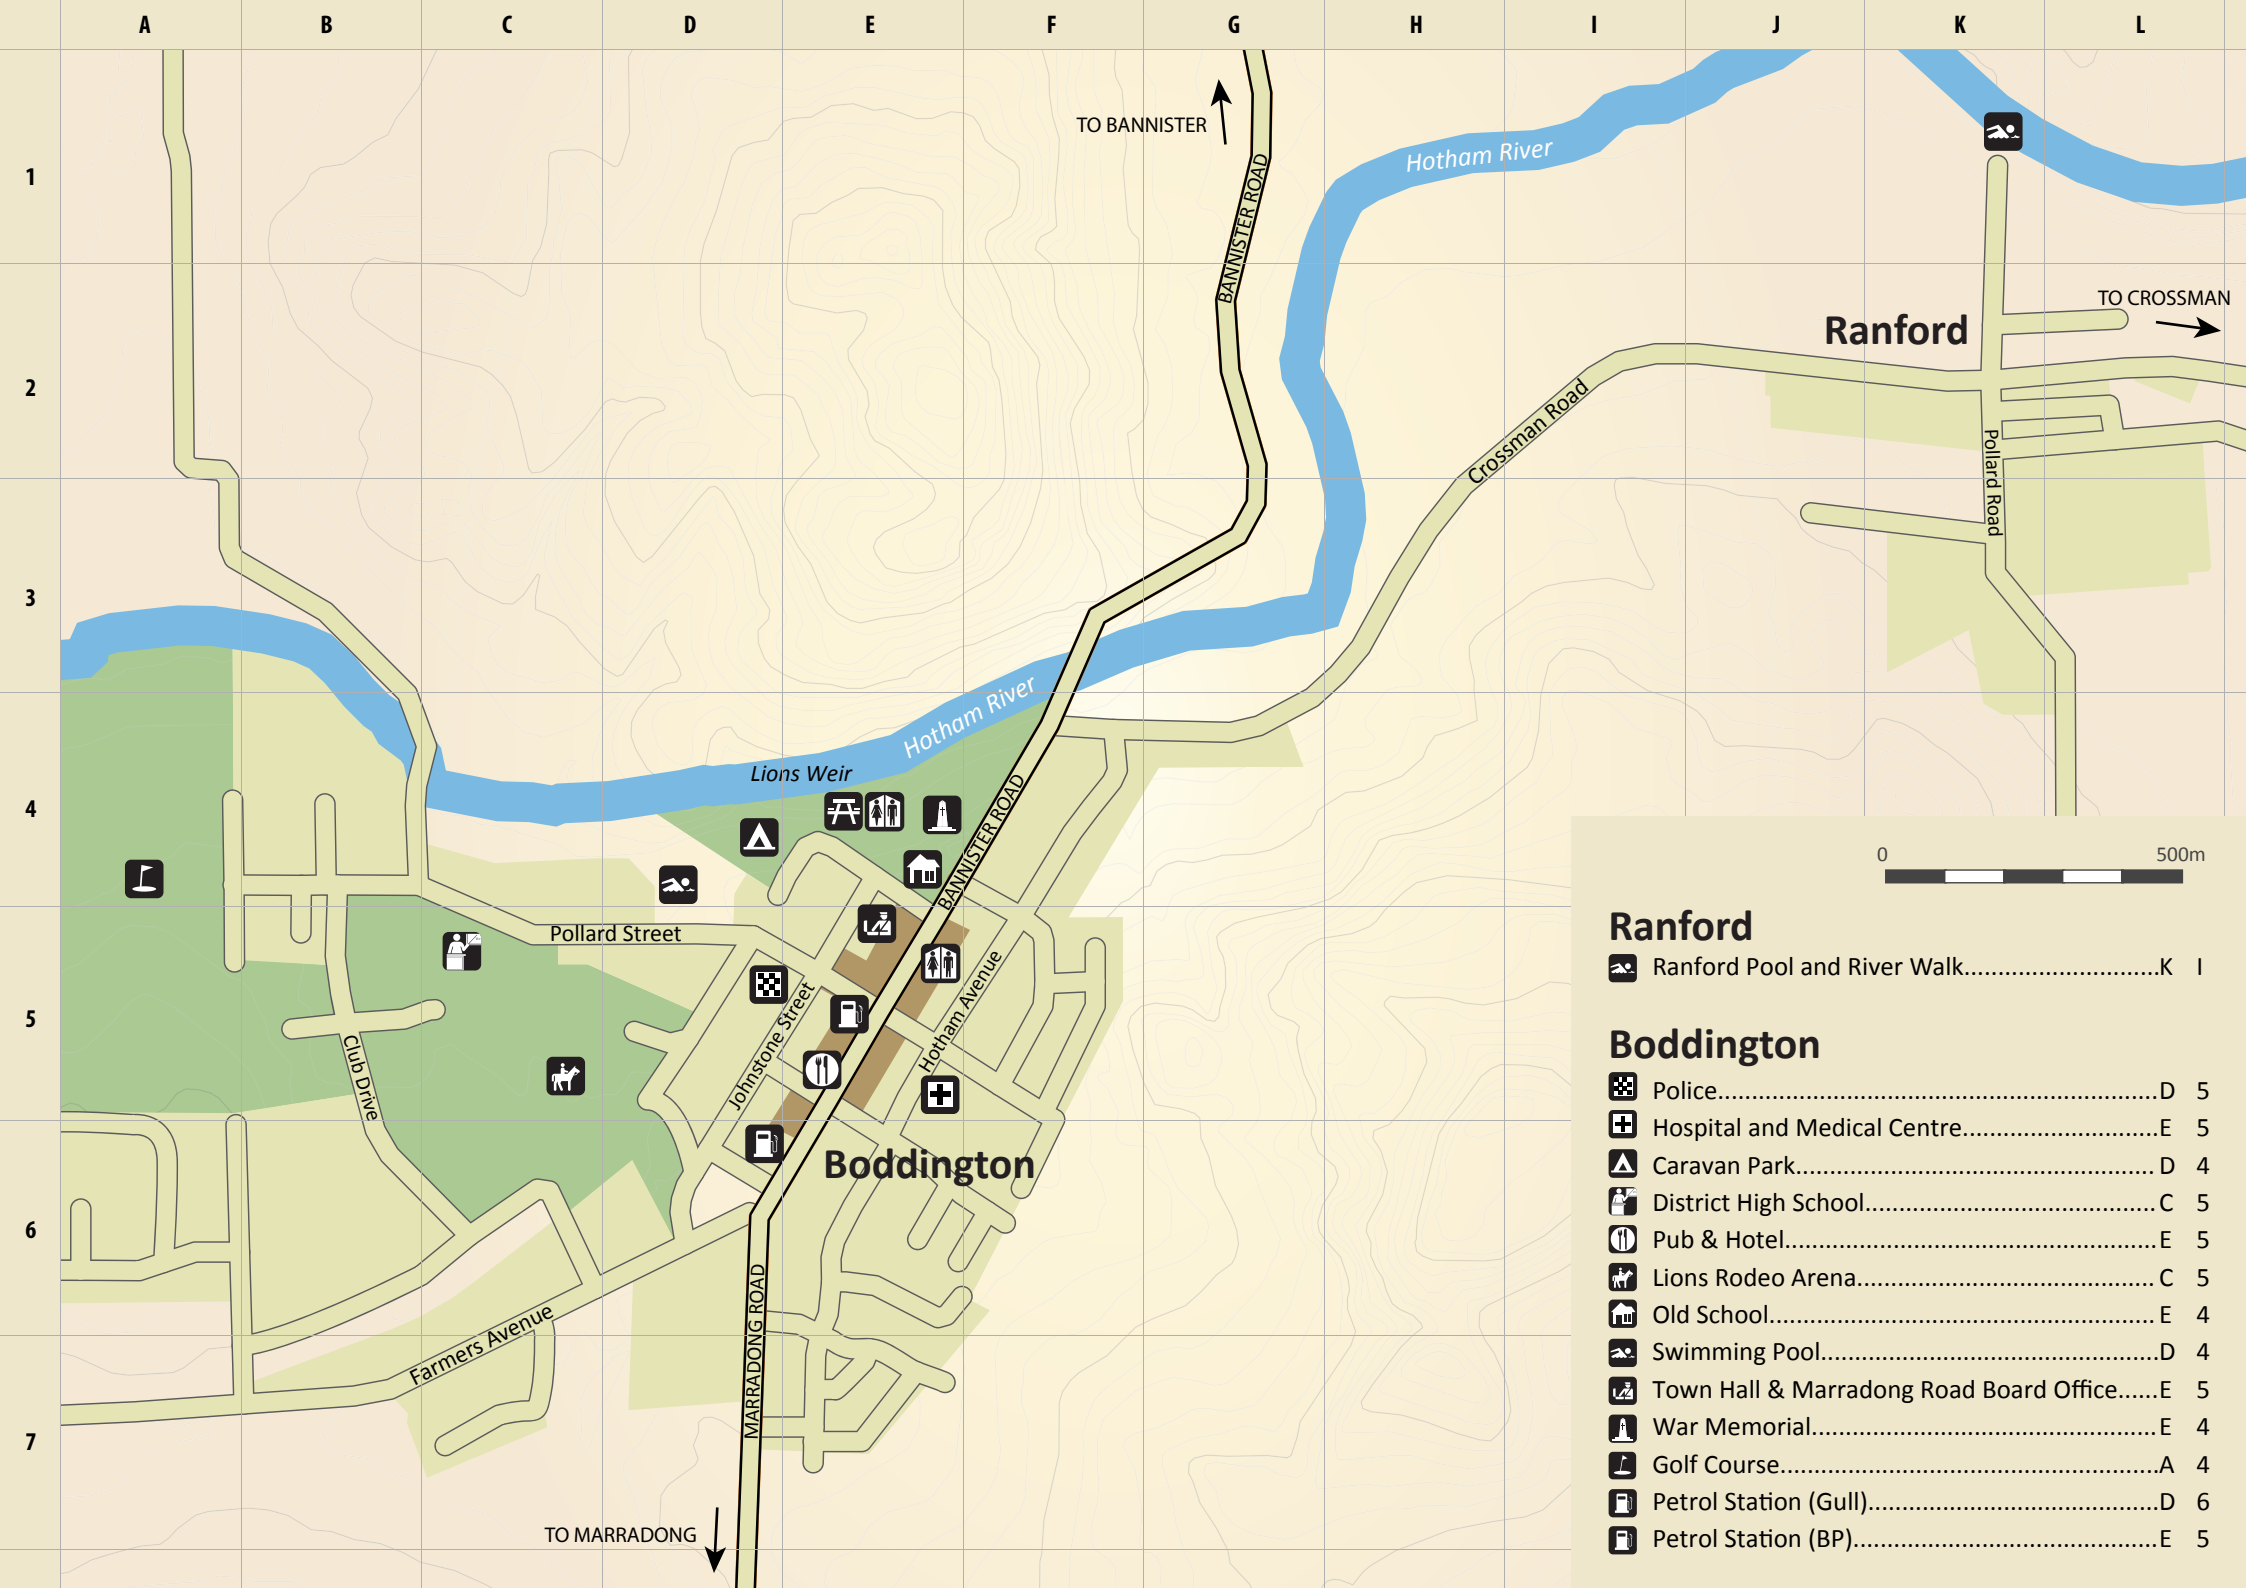 A B C D E F G H I J K L
1
2
3
4
5
6
7
TO BANNISTER
BANNISTER ROAD
BANNISTER ROAD
Hotham River
TO CROSSMAN
Ranford
Crossman Road
Pollard Road
Hotham River
Lions Weir
BANNISTER ROAD
Pollard Street
Johnstone Street
Hotham Avenue
Club Drive
Boddington
MARRADONG ROAD
Farmers Avenue
MARRADONG ROAD
TO MARRADONG
0 500m
Ranford
Ranford Pool and River Walk............................K I
Boddington
Police................................................................D 5
Hospital and Medical Centre............................E 5
Caravan Park.................................................... D 4
District High School.......................................... C 5
Pub & Hotel......................................................E 5
Lions Rodeo Arena........................................... C 5
Old School........................................................ E 4
Swimming Pool.................................................D 4
Town Hall & Marradong Road Board Office......E 5
War Memorial..................................................E 4
Golf Course.......................................................A 4
Petrol Station (Gull)..........................................D 6
Petrol Station (BP)............................................E 5